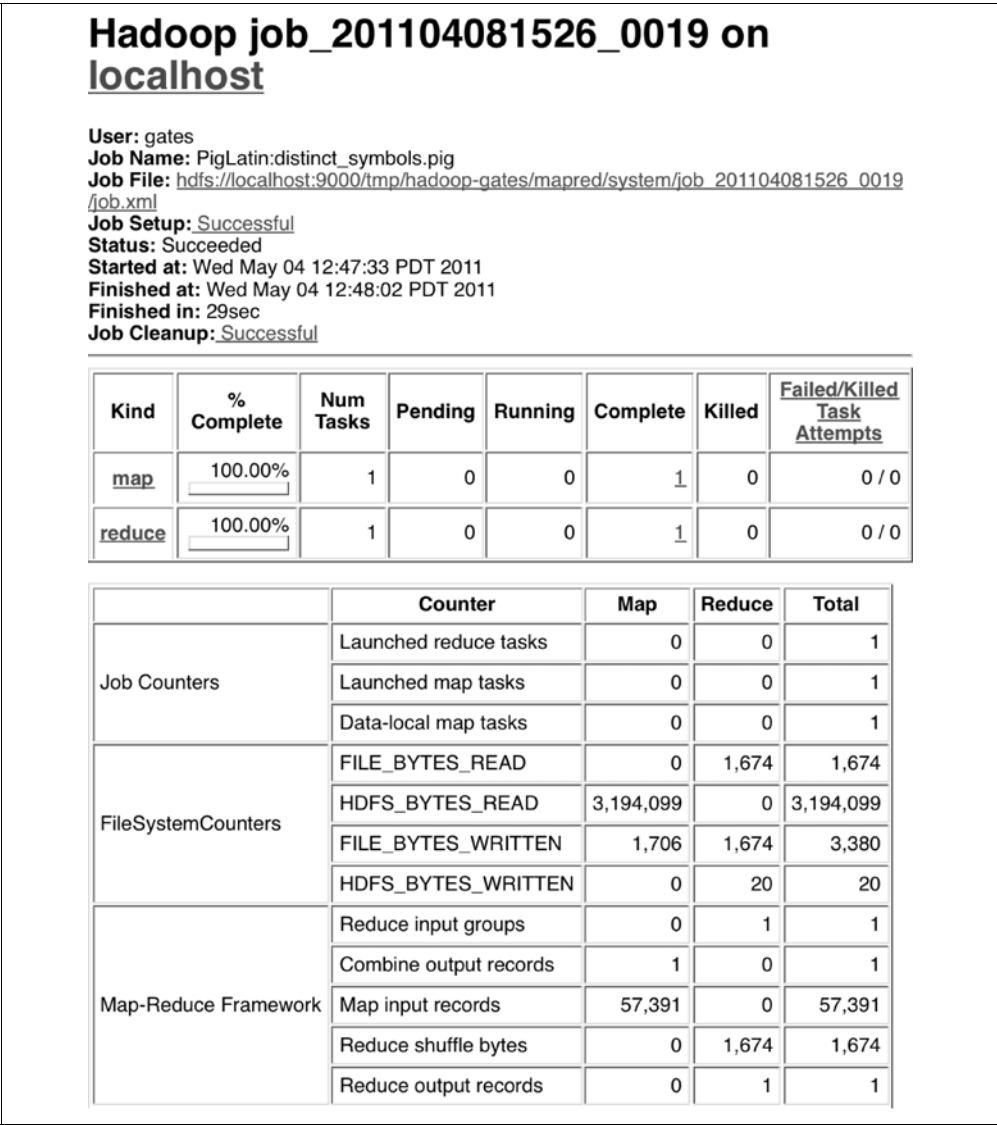 Hadoop job_201104081526_0019 on
localhost
User: gates
Job Name: PigLatin:distinct_symbols.pig
Job File: hdfs://localhost:9000/tmp/hadoop-gates/mapred/system/job_201104081526_0019
/job.xml
Job Setup: Successful
Status: Succeeded
Started at: Wed May 04 12:47:33 PDT 2011
Finished at: Wed May 04 12:48:02 PDT 2011
Finished in: 29sec
Job Cleanup: Successful
Kind % Complete Num Tasks Pending Running Complete Killed Failed/Killed Task Attempts
map 100.00% 1 0 0 1 0 0 / 0
reduce 100.00% 1 0 0 1 0 0 / 0
Counter Map Reduce Total
Job Counters
Launched reduce tasks 0 0 1
Launched map tasks 0 0 1
Data-local map tasks 0 0 1
FileSystemCounters
FILE_BYTES_READ 0 1,674 1,674
HDFS_BYTES_READ 3,194,099 0 3,194,099
FILE_BYTES_WRITTEN 1,706 1,674 3,380
HDFS_BYTES_WRITTEN 0 20 20
Map-Reduce Framework
Reduce input groups 0 1 1
Combine output records 1 0 1
Map input records 57,391 0 57,391
Reduce shuffle bytes 0 1,674 1,674
Reduce output records 0 1 1